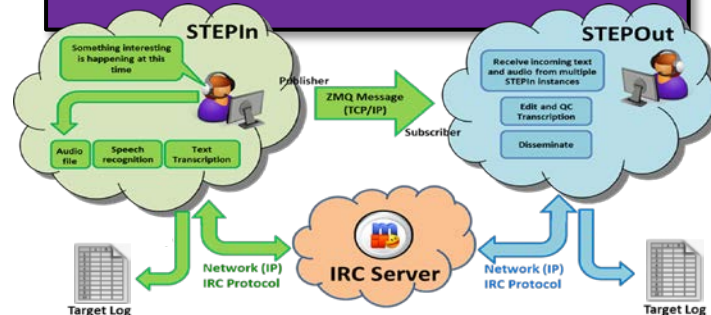 STEPIn
Something interesting
is happening at this
time
Audio
file
Speech
recognition
Text
Transcription
Publisher
ZMQ Message
(TCP/IP)
Subscriber
STEPOut
Receive incoming text
and audio from multiple
STEPIn instances
Edit and QC
Transcription
Disseminate
Target Log
Network (IP)
IRC Protocol
IRC Server
Network (IP)
IRC Protocol
Target Log